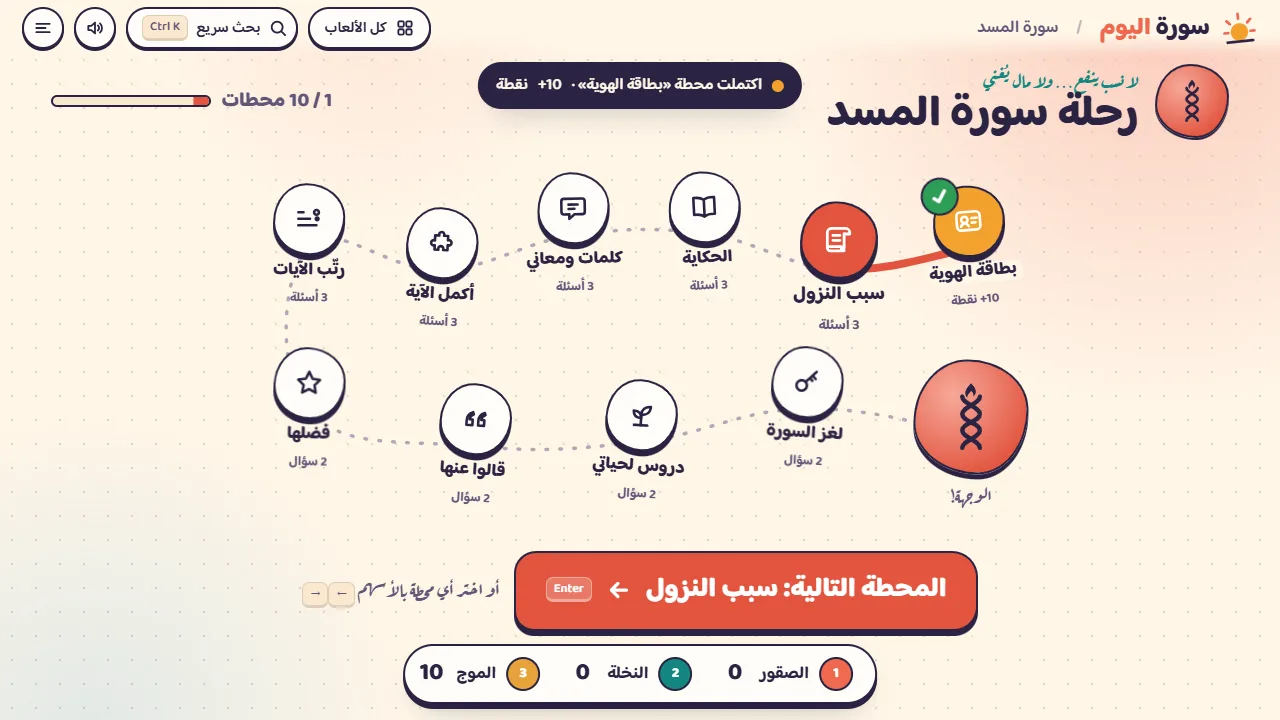 سورة اليوم / سورة المسد
كل الألعاب
بحث سريع Ctrl K
لا نسب ينفع... ولا مال يُغني
رحلة سورة المسد
اكتملت محطة «بطاقة الهوية» · +10 نقطة
1 / 10 محطات
بطاقة الهوية
+10 نقطة
سبب النزول
3 أسئلة
الحكاية
3 أسئلة
كلمات ومعاني
3 أسئلة
أكمل الآية
3 أسئلة
رتّب الآيات
3 أسئلة
فضلها
2 سؤال
قالوا عنها
2 سؤال
دروس لحياتي
2 سؤال
لغز السورة
2 سؤال
الوجهة!
المحطة التالية: سبب النزول ← Enter
أو اختر أي محطة بالأسهم ← →
1 الصقور 0
2 النخلة 0
3 الموج 10